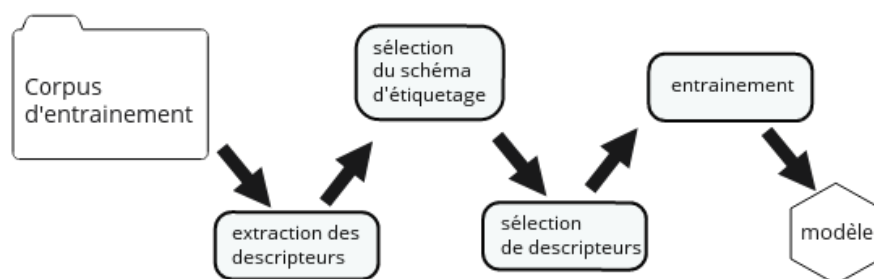 Corpus
d'entrainement
extraction des
descripteurs
sélection
du schéma
d'étiquetage
sélection
de descripteurs
entrainement
modèle